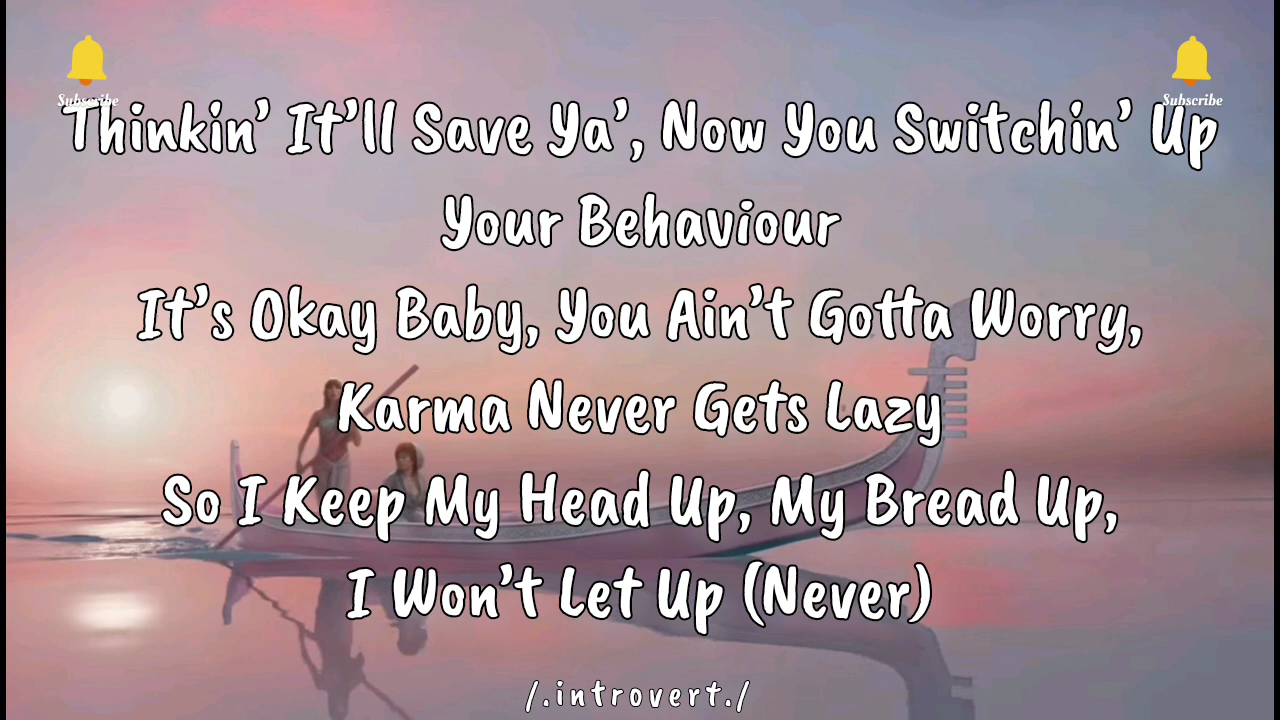 Subscribe
Subscribe
Thinkin’ It’ll Save Ya’, Now You Switchin’ Up
Your Behaviour
It’s Okay Baby, You Ain’t Gotta Worry,
Karma Never Gets Lazy
So I Keep My Head Up, My Bread Up,
I Won’t Let Up (Never)
/.introvert./